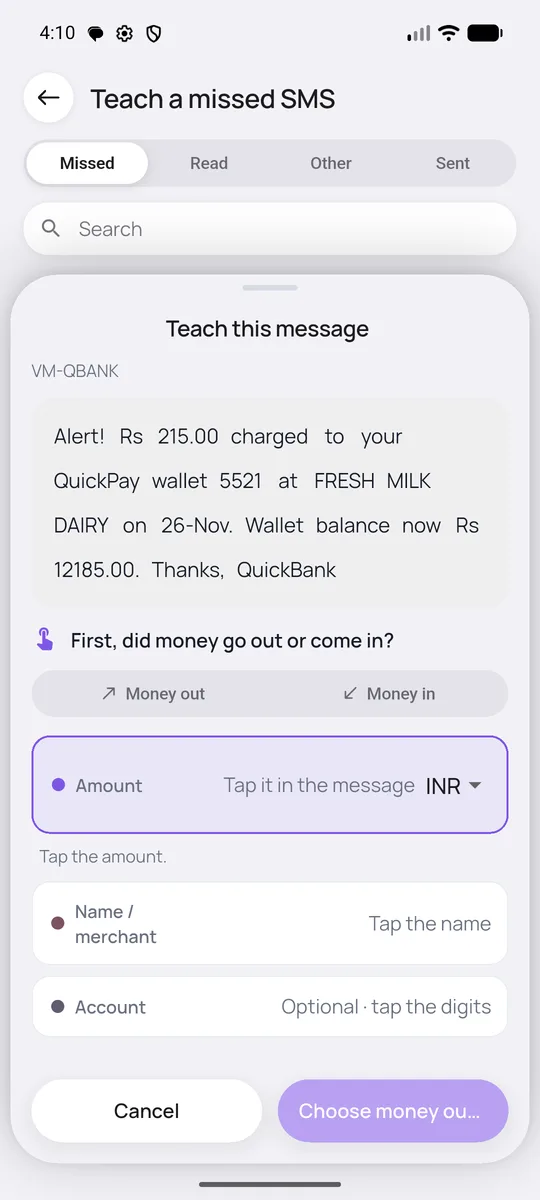 4:10
Teach a missed SMS
Missed Read Other Sent
Search
Teach this message
VM-QBANK
Alert! Rs 215.00 charged to your
QuickPay wallet 5521 at FRESH MILK
DAIRY on 26-Nov. Wallet balance now Rs
12185.00. Thanks, QuickBank
First, did money go out or come in?
Money out Money in
Amount Tap it in the message INR
Tap the amount.
Name /
merchant Tap the name
Account Optional · tap the digits
Cancel Choose money ou...